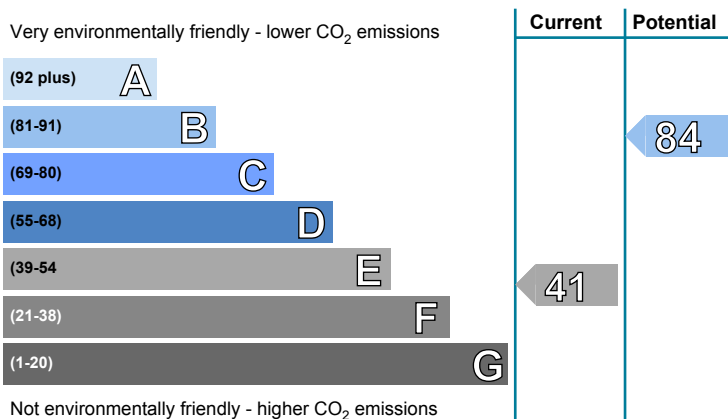 Very environmentally friendly - lower CO2 emissions
Current
Potential
(92 plus) A
(81-91) B
84
(69-80) C
(55-68) D
(39-54 E
41
(21-38) F
(1-20) G
Not environmentally friendly - higher CO2 emissions